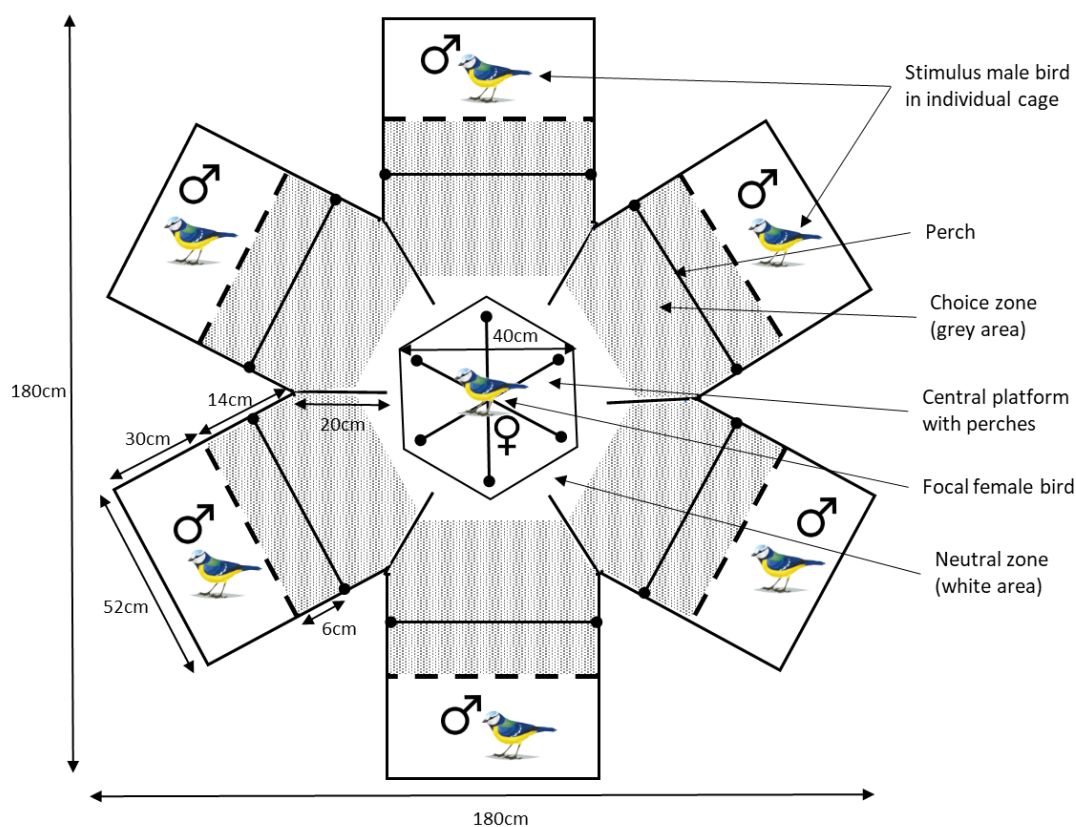 Stimulus male bird
in individual cage
Perch
Choice zone
(grey area)
40cm
180cm
Central platform
with perches
14cm
20cm
30cm
Focal female bird
Neutral zone
(white area)
52cm
6cm
180cm